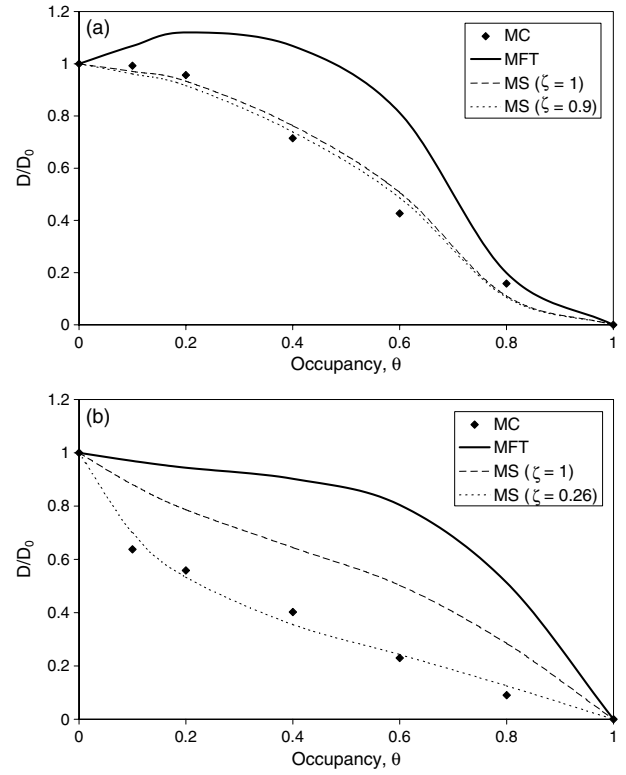 (a)
MC
MFT
MS (ζ = 1)
MS (ζ = 0.9)
1.2
1
0.8
0.6
0.4
0.2
0
D/D0
0 0.2 0.4 0.6 0.8 1
Occupancy, θ
(b)
MC
MFT
MS (ζ = 1)
MS (ζ = 0.26)
1.2
1
0.8
0.6
0.4
0.2
0
D/D0
0 0.2 0.4 0.6 0.8 1
Occupancy, θ